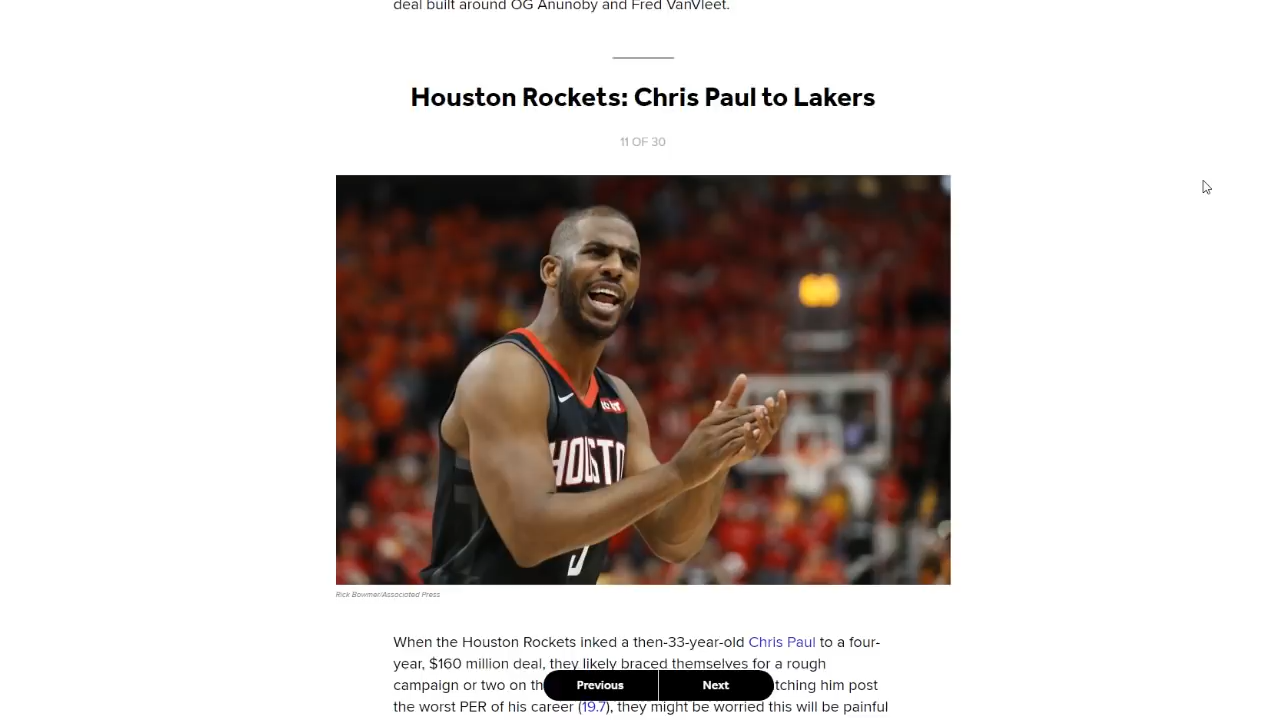 deal built around OG Anunoby and Fred VanVleet.
Houston Rockets: Chris Paul to Lakers
11 OF 30
HOUSTO
3
Rick Bowmer/Associated Press
When the Houston Rockets inked a then-33-year-old Chris Paul to a four-
year, $160 million deal, they likely braced themselves for a rough
campaign or two on th
Previous
Next
tching him post
the worst PER of his career (19.7), they might be worried this will be painful